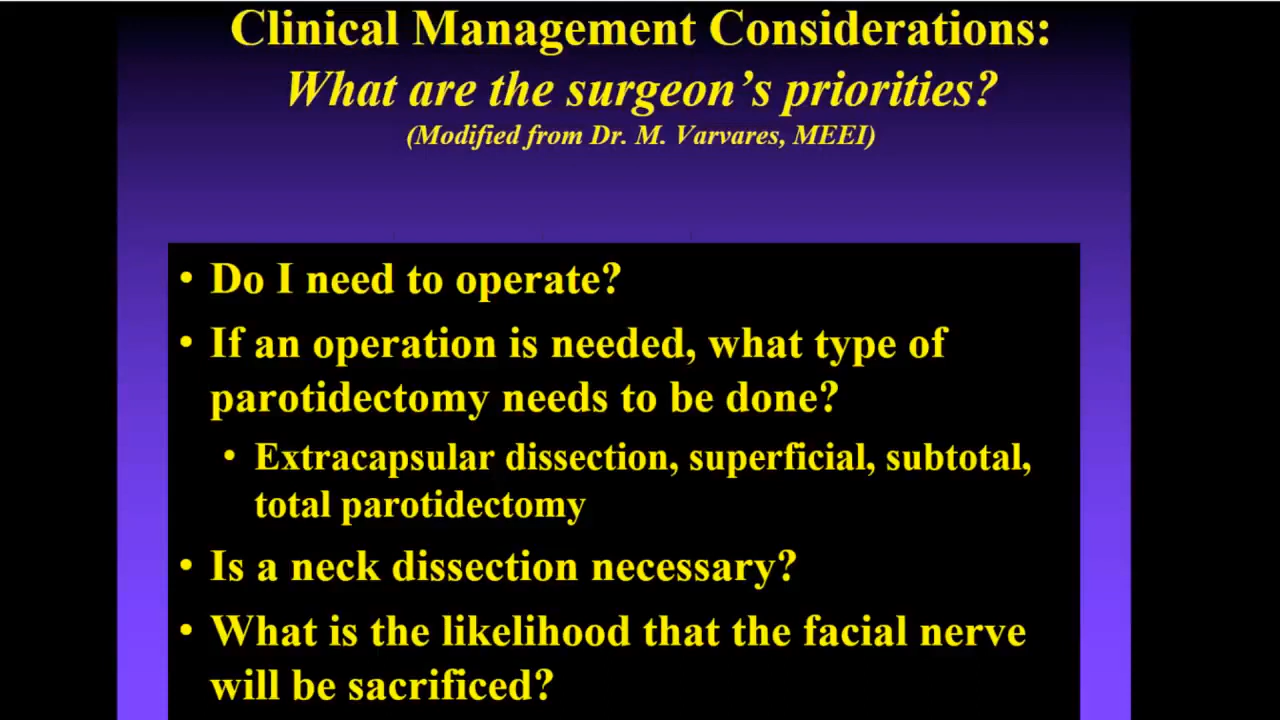 Clinical Management Considerations:
What are the surgeon’s priorities?
(Modified from Dr. M. Varvares, MEEI)
• Do I need to operate?
• If an operation is needed, what type of
parotidectomy needs to be done?
• Extracapsular dissection, superficial, subtotal,
total parotidectomy
• Is a neck dissection necessary?
• What is the likelihood that the facial nerve
will be sacrificed?